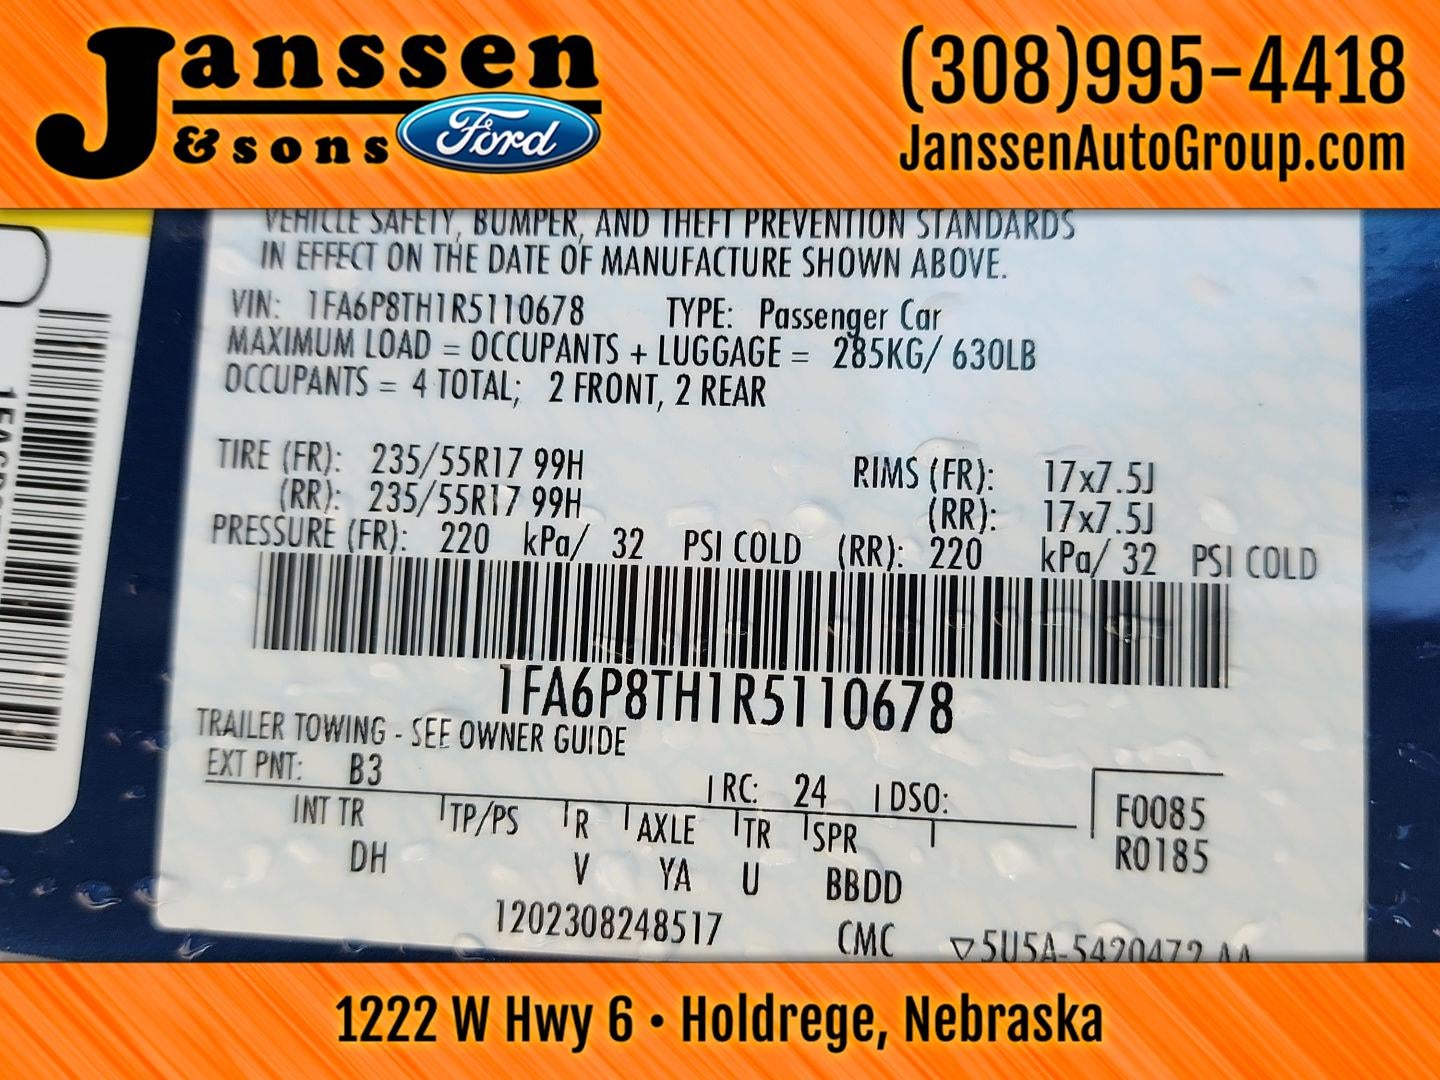 Janssen
& sons Ford
(308)995-4418
JanssenAutoGroup.com
VEHICLE SAFETY, BUMPER, AND THEFT PREVENTION STANDARDS
IN EFFECT ON THE DATE OF MANUFACTURE SHOWN ABOVE.
VIN: 1FA6P8TH1R5110678 TYPE: Passenger Car
MAXIMUM LOAD = OCCUPANTS + LUGGAGE = 285KG/ 630LB
OCCUPANTS = 4 TOTAL; 2 FRONT, 2 REAR
TIRE (FR): 235/55R17 99H RIMS (FR): 17x7.5J
(RR): 235/55R17 99H (RR): 17x7.5J
PRESSURE (FR): 220 kPa/ 32 PSI COLD (RR): 220 kPa/ 32 PSI COLD
1FA6P8TH1R5110678
TRAILER TOWING - SEE OWNER GUIDE
EXT PNT: B3 RC: 24 DSO:
INT TR TP/PS R AXLE TR SPR
F0085
R0185
DH V YA U BBDD
1202308248517 CMC ▽5U5A-5420472-AA
1222 W Hwy 6 • Holdrege, Nebraska